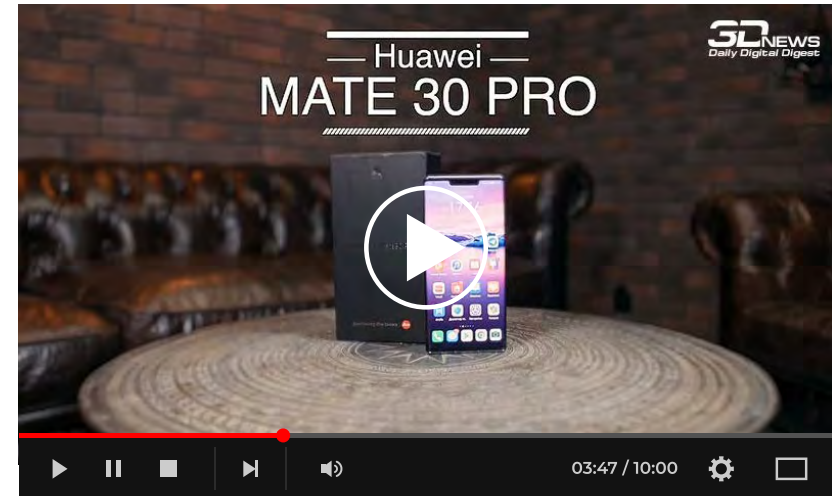 Huawei
MATE 30 PRO
3DNEWS
Daily Digital Digest
03:47 / 10:00